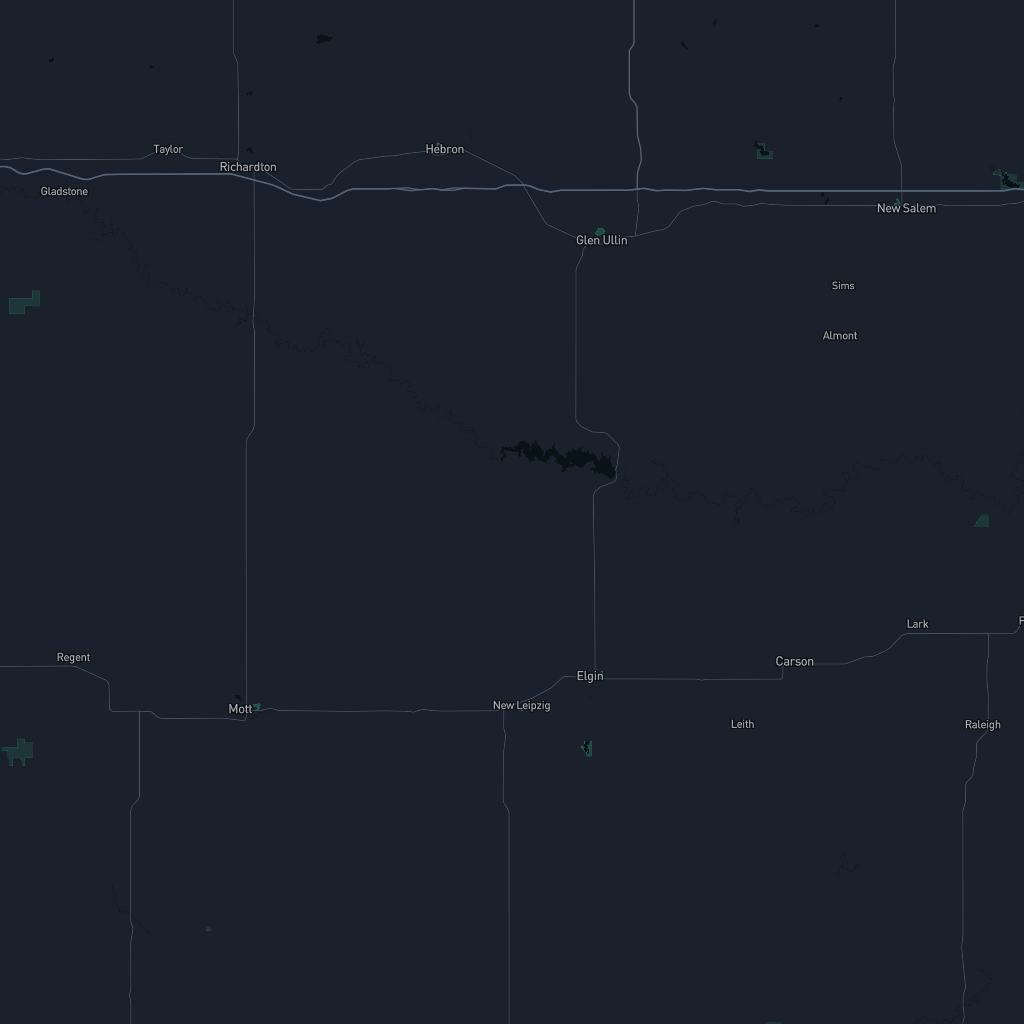 Taylor
Hebron
Richardton
Gladstone
New Salem
Glen Ullin
Sims
Almont
Lark
F
Regent
Carson
Elgin
New Leipzig
Mott
Leith
Raleigh